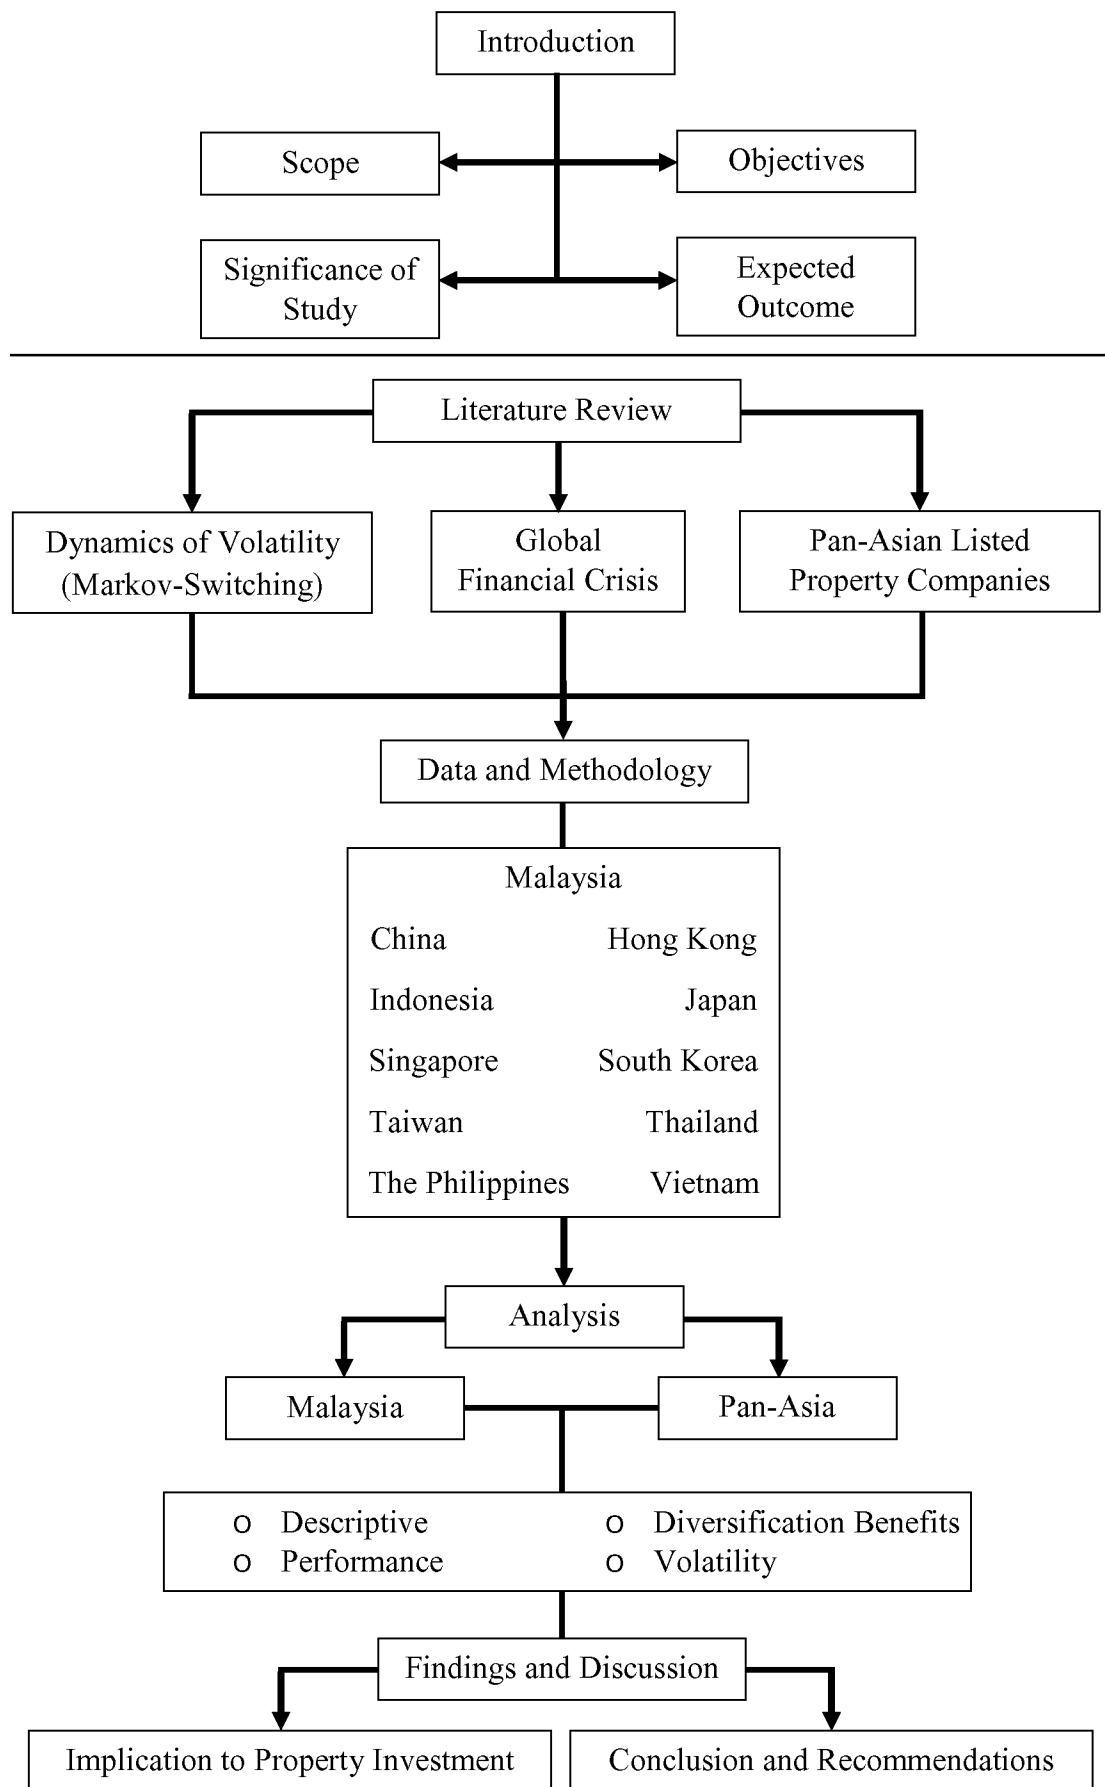 Introduction
Scope
Objectives
Significance of
Study
Expected
Outcome
Literature Review
Dynamics of Volatility
(Markov-Switching)
Global
Financial Crisis
Pan-Asian Listed
Property Companies
Data and Methodology
Malaysia
China Hong Kong
Indonesia Japan
Singapore South Korea
Taiwan Thailand
The Philippines Vietnam
Analysis
Malaysia
Pan-Asia
o Descriptive o Diversification Benefits
o Performance o Volatility
Findings and Discussion
Implication to Property Investment
Conclusion and Recommendations